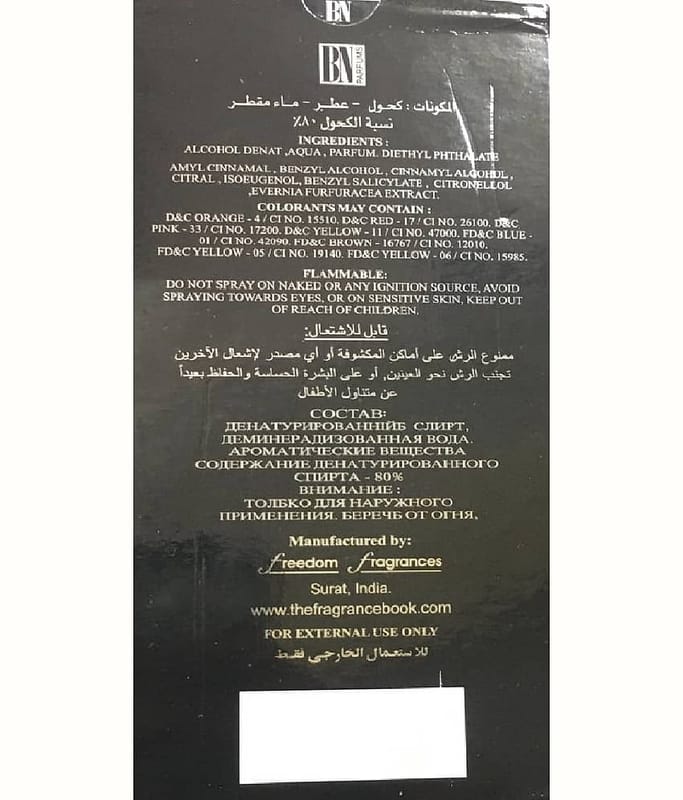 BN
BN PARFUMS
المكونات : كحول - عطر - ماء مقطر
نسبة الكحول ٨٠٪
INGREDIENTS :
ALCOHOL DENAT ,AQUA , PARFUM. DIETHYL PHTHALATE
AMYL CINNAMAL , BENZYL ALCOHOL , CINNAMYL ALCOHOL ,
CITRAL , ISOEUGENOL, BENZYL SALICYLATE , CITRONELLOL
,EVERNIA FURFURACEA EXTRACT.
COLORANTS MAY CONTAIN :
D&C ORANGE - 4 / CI NO. 15510, D&C RED - 17 / CI NO. 26100, D&C
PINK - 33 / CI NO. 17200. D&C YELLOW - 11 / CI NO. 47000. FD&C BLUE -
01 / CI NO. 42090. FD&C BROWN - 16767 / CI NO. 12010.
FD&C YELLOW - 05 / CI NO. 19140. FD&C YELLOW - 06 / CI NO. 15985.
FLAMMABLE:
DO NOT SPRAY ON NAKED OR ANY IGNITION SOURCE, AVOID
SPRAYING TOWARDS EYES, OR ON SENSITIVE SKIN, KEEP OUT
OF REACH OF CHILDREN.
قابل للاشتعال:
ممنوع الرش على أماكن المكشوفة أو أي مصدر لإشعال الآخرين
تجنب الرش نحو العينين, أو على البشرة الحساسة والحفاظ بعيداً
عن متناول الأطفال
СОСТАВ:
ДЕНАТУРИРОВАННІЙБ СЛИРТ,
ДЕМИНЕРАДИЗОВАННАЯ ВОДА.
АРОМАТИЧЕСКИЕ ВЕЩЕСТВА
СОДЕРЖАНИЕ ДЕНАТУРИРОВАННОГО
СПИРТА - 80%
ВНИМАНИЕ :
ТОЛБКО ДЛЯ НАРУЖНОГО
ПРИМЕНЕНИЯ. БЕРЕЧБ ОТ ОГНЯ,
Manufactured by:
freedom fragrances
Surat, India.
www.thefragrancebook.com
FOR EXTERNAL USE ONLY
للاستعمال الخارجي فقط